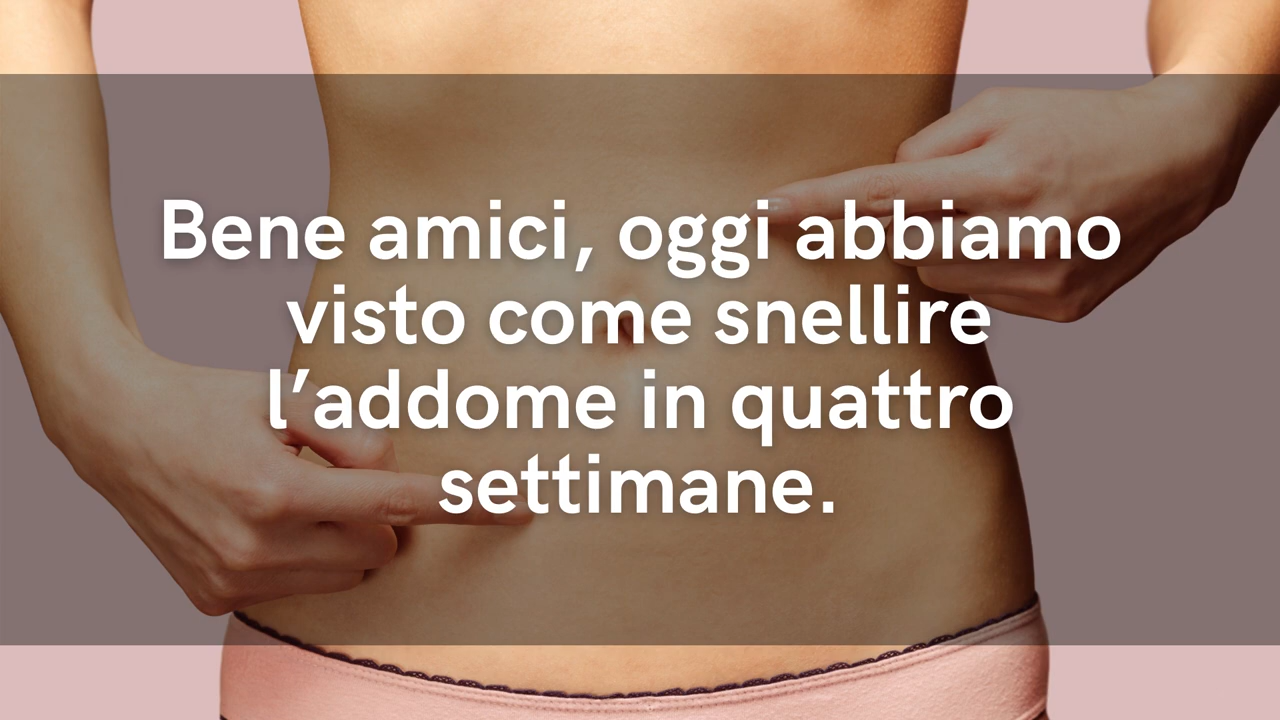 Bene amici, oggi abbiamo
visto come snellire
l’addome in quattro
settimane.